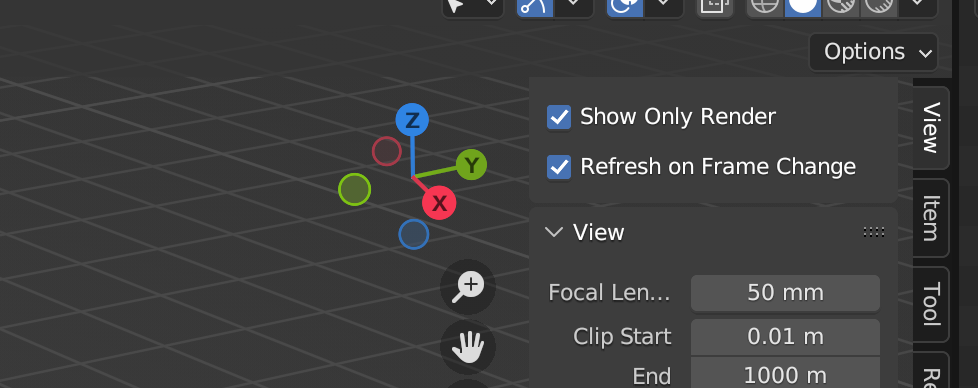 Options
Z
Y
X
Show Only Render
Refresh on Frame Change
View
Focal Len...
50 mm
Clip Start
0.01 m
End
1000 m
View
Item
Tool